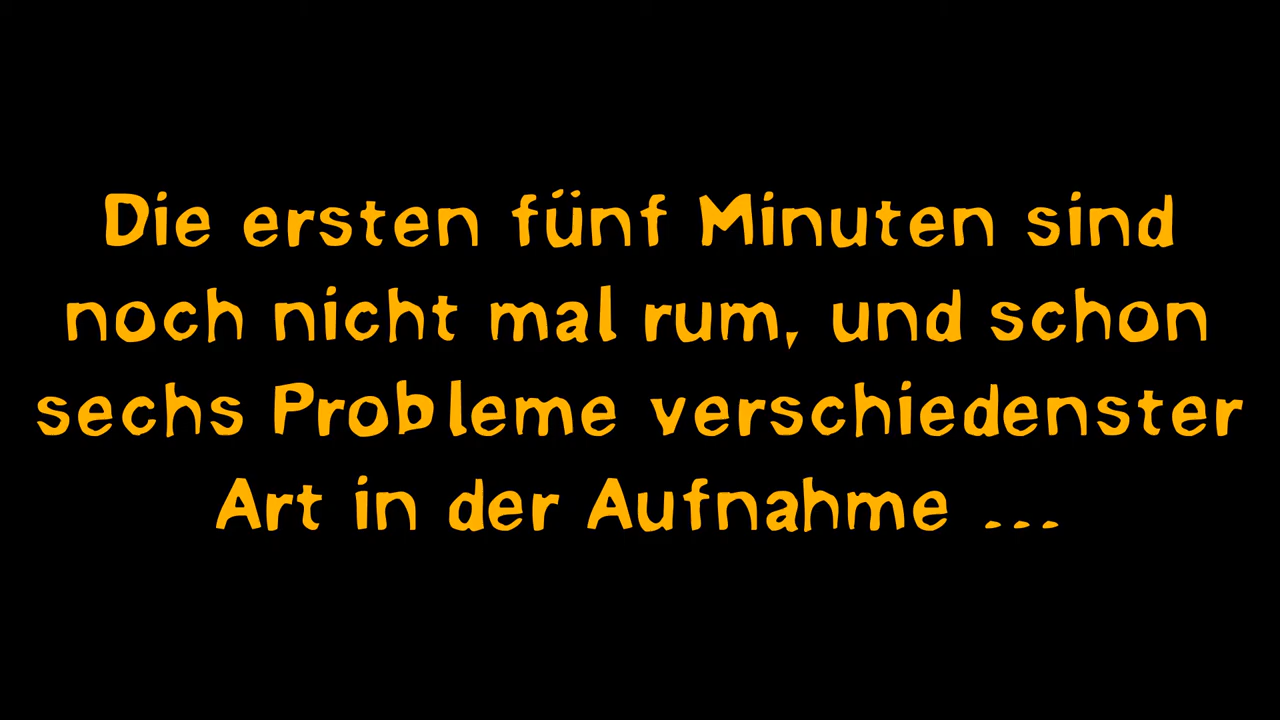 Die ersten fünf Minuten sind
noch nicht mal rum, und schon
sechs Probleme verschiedenster
Art in der Aufnahme ...